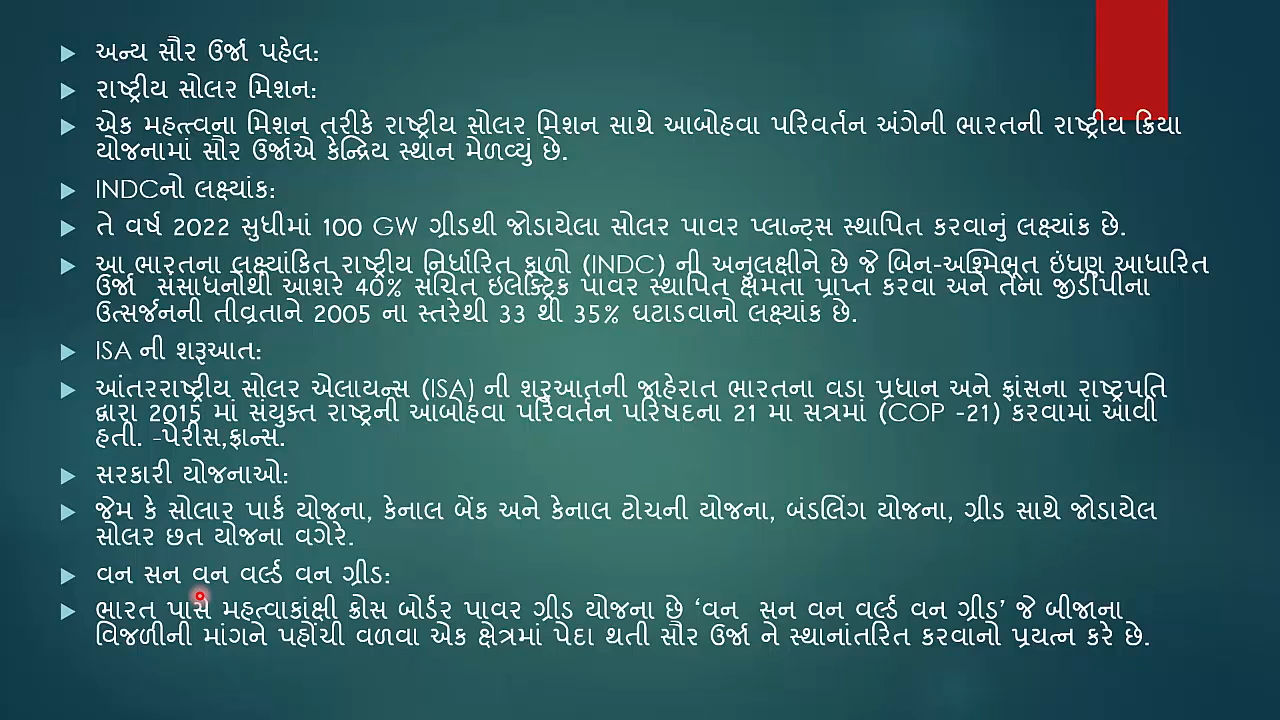 અન્ય સૌર ઉર્જા પહેલ:
રાષ્ટ્રીય સોલર મિશન:
એક મહત્ત્વના મિશન તરીકે રાષ્ટ્રીય સોલર મિશન સાથે આબોહવા પરિવર્તન અંગેની ભારતની રાષ્ટ્રીય ક્રિયા
યોજનામાં સૌર ઉર્જાએ કેન્દ્રિય સ્થાન મેળવ્યું છે.
INDCનો લક્ષ્યાંક:
તે વર્ષ 2022 સુધીમાં 100 GW ગ્રીડથી જોડાયેલા સોલર પાવર પ્લાન્ટ્સ સ્થાપિત કરવાનું લક્ષ્યાંક છે.
આ ભારતના લક્ષ્યાંકિત રાષ્ટ્રીય નિર્ધારિત ફાળો (INDC) ની અનુલક્ષીને છે જે બિન-અશ્મિભૂત ઇંધણ આધારિત
ઉર્જા સંસાધનોથી આશરે 40% સંચિત ઇલેક્ટ્રિક પાવર સ્થાપિત ક્ષમતા પ્રાપ્ત કરવા અને તેના જીડીપીના
ઉત્સર્જનની તીવ્રતાને 2005 ના સ્તરેથી 33 થી 35% ઘટાડવાનો લક્ષ્યાંક છે.
ISA ની શરૂઆત:
આંતરરાષ્ટ્રીય સોલર એલાયન્સ (ISA) ની શરુઆતની જાહેરાત ભારતના વડા પ્રધાન અને ફ્રાંસના રાષ્ટ્રપતિ
દ્વારા 2015 માં સંયુક્ત રાષ્ટ્રની આબોહવા પરિવર્તન પરિષદના 21 મા સત્રમાં (COP -21) કરવામાં આવી
હતી. -પેરીસ,ફ્રાન્સ.
સરકારી યોજનાઓ:
જેમ કે સોલાર પાર્ક યોજના, કેનાલ બેંક અને કેનાલ ટોચની યોજના, બંડલિંગ યોજના, ગ્રીડ સાથે જોડાયેલ
સોલર છત યોજના વગેરે.
વન સન વન વર્લ્ડ વન ગ્રીડ:
ભારત પાસે મહત્વાકાંક્ષી ક્રોસ બોર્ડર પાવર ગ્રીડ યોજના છે ‘વન સન વન વર્લ્ડ વન ગ્રીડ’ જે બીજાના
વિજળીની માંગને પહોંચી વળવા એક ક્ષેત્રમાં પેદા થતી સૌર ઉર્જા ને સ્થાનાંતરિત કરવાનો પ્રયત્ન કરે છે.